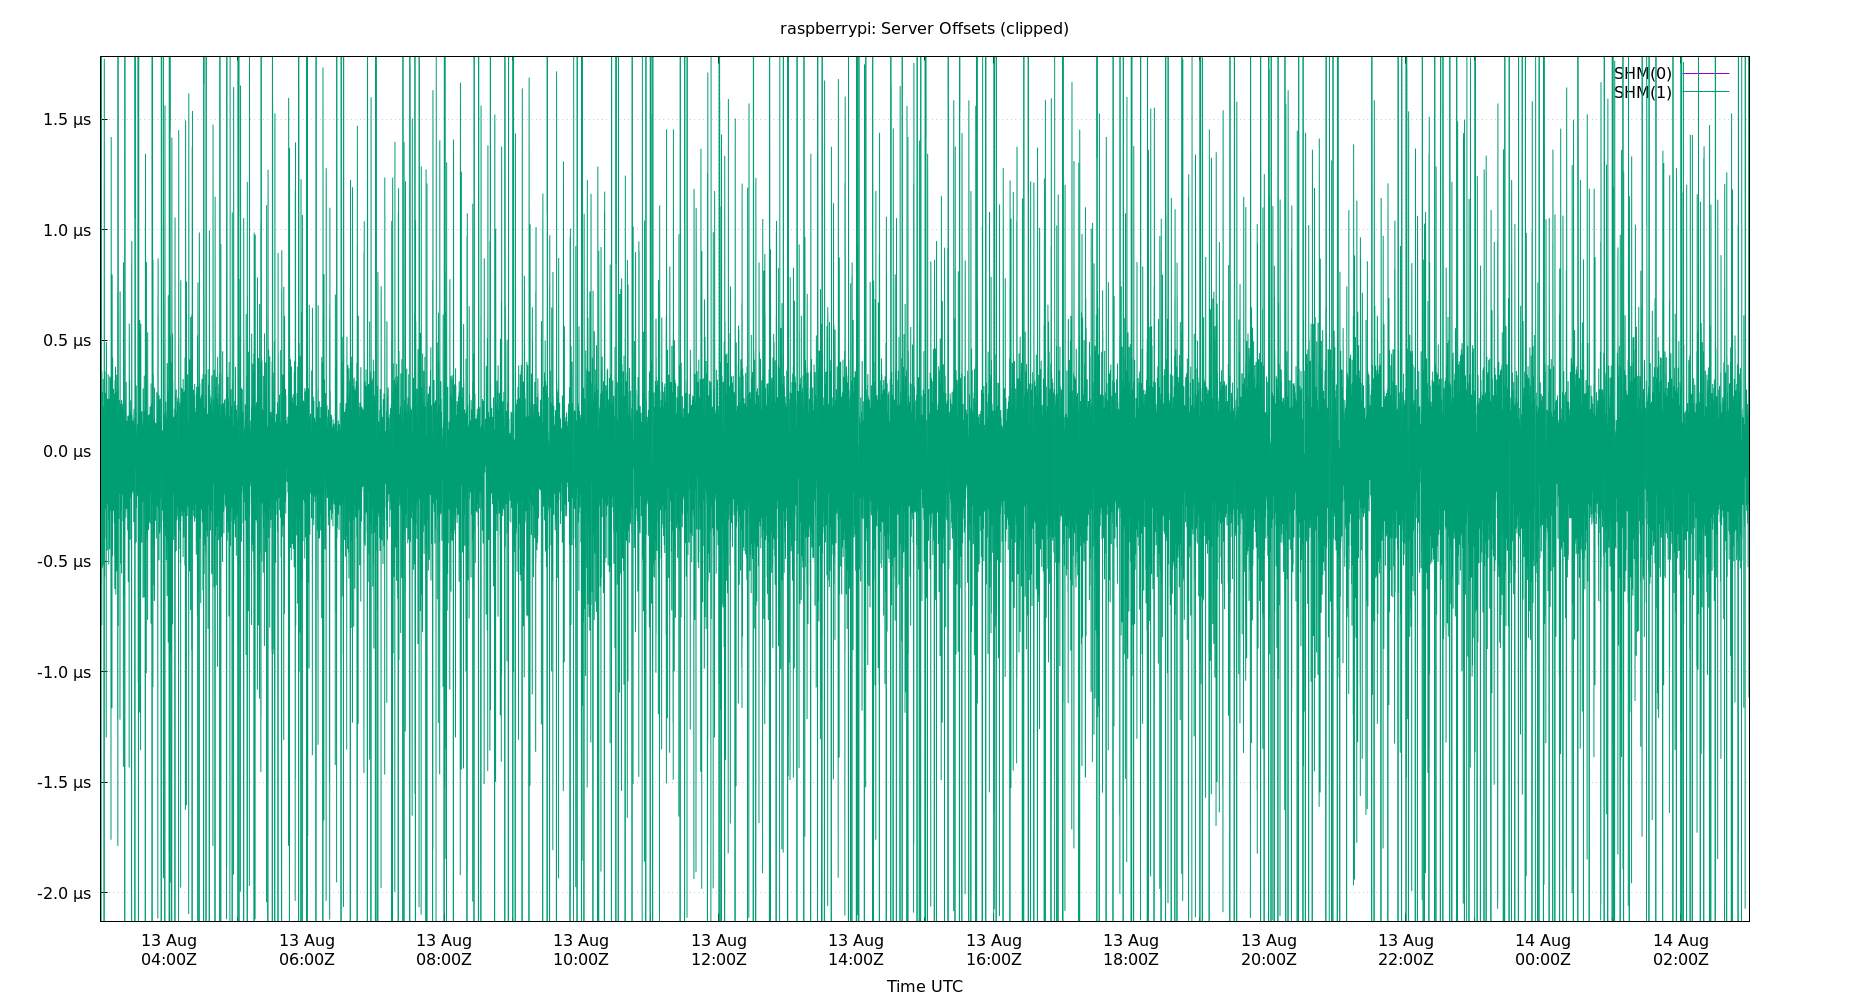 raspberrypi: Server Offsets (clipped)
SHM(0)
SHM(1)
1.5 µs
1.0 µs
0.5 µs
0.0 µs
-0.5 µs
-1.0 µs
-1.5 µs
-2.0 µs
13 Aug 13 Aug 13 Aug 13 Aug 13 Aug 13 Aug 13 Aug 13 Aug 13 Aug 13 Aug 14 Aug 14 Aug
04:00Z 06:00Z 08:00Z 10:00Z 12:00Z 14:00Z 16:00Z 18:00Z 20:00Z 22:00Z 00:00Z 02:00Z
Time UTC